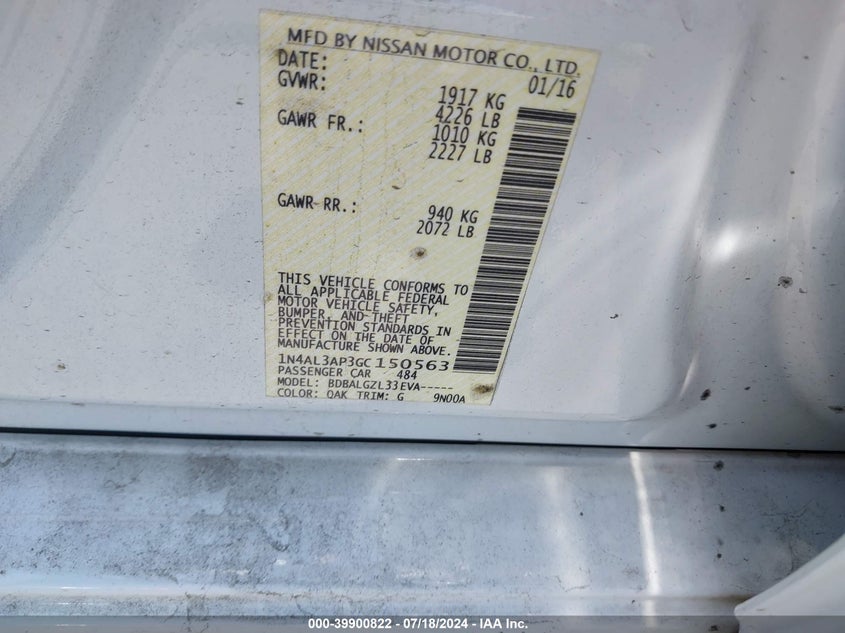 MFD BY NISSAN MOTOR CO., LTD.
DATE: 01/16
GVWR: 1917 KG
4226 LB
GAWR FR.: 1010 KG
2227 LB
GAWR RR.: 940 KG
2072 LB
THIS VEHICLE CONFORMS TO
ALL APPLICABLE FEDERAL
MOTOR VEHICLE SAFETY,
BUMPER, AND THEFT
PREVENTION STANDARDS IN
EFFECT ON THE DATE OF
MANUFACTURE SHOWN ABOVE.
1N4AL3AP3GC150563
PASSENGER CAR 484
MODEL: BDBALGZL33EVA-----
COLOR: QAK TRIM: G 9N00A
000-39900822 - 07/18/2024 - IAA Inc.